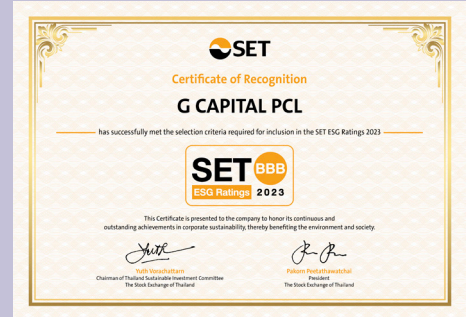 SET
Certificate of Recognition
G CAPITAL PCL
has successfully met the selection criteria required for inclusion in the SET ESG Ratings 2023
SET BBB
ESG Ratings 2023
This Certificate is presented to the company to honor its continuous and
outstanding achievements in corporate sustainability, thereby benefiting the environment and society.
Yuth Vorachattarn
Chairman of Thailand Sustainable Investment Committee
The Stock Exchange of Thailand
Pakorn Peetathawatchai
President
The Stock Exchange of Thailand